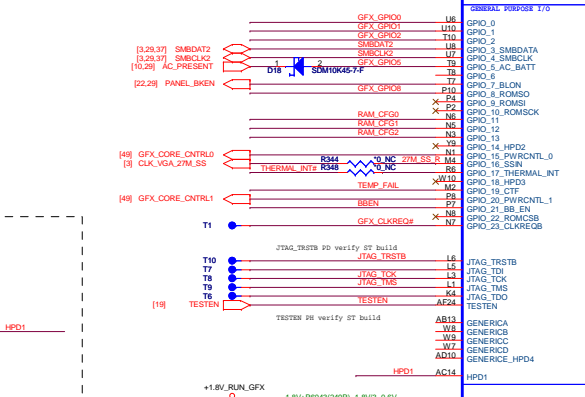 GENERAL PURPOSE I/O
GFX_GPIO0 U6 GPIO_0
GFX_GPIO1 U10 GPIO_1
GFX_GPIO2 T10 GPIO_2
[3,29,37] SMBDAT2 SMBDAT2 U8 GPIO_3_SMBDATA
[3,29,37] SMBCLK2 SMBCLK2 U7 GPIO_4_SMBCLK
[10,29] AC_PRESENT 1 2 GFX_GPIO5 T9 GPIO_5_AC_BATT
D18 SDM10K45-7-F T8 GPIO_6
[22,29] PANEL_BKEN T7 GPIO_7_BLON
GFX_GPIO8 P10 GPIO_8_ROMSO
P4 GPIO_9_ROMSI
P2 GPIO_10_ROMSCK
RAM_CFG0 N6 GPIO_11
RAM_CFG1 N5 GPIO_12
RAM_CFG2 N3 GPIO_13
Y9 GPIO_14_HPD2
[49] GFX_CORE_CNTRL0 N1 GPIO_15_PWRCNTL_0
[3] CLK_VGA_27M_SS R344 *0_NC 27M_SS_R M4 GPIO_16_SSIN
THERMAL_INT# R348 *0_NC R6 GPIO_17_THERMAL_INT
W10 GPIO_18_HPD3
TEMP_FAIL M2 GPIO_19_CTF
[49] GFX_CORE_CNTRL1 P8 GPIO_20_PWRCNTL_1
BBEN P7 GPIO_21_BB_EN
N8 GPIO_22_ROMCSB
T1 GFX_CLKREQ# N7 GPIO_23_CLKREQB
JTAG_TRSTB PD verify ST build
T10 JTAG_TRSTB L6 JTAG_TRSTB
T7 L5 JTAG_TDI
T8 JTAG_TCK L3 JTAG_TCK
T9 JTAG_TMS L1 JTAG_TMS
T6 K4 JTAG_TDO
[19] TESTEN TESTEN AF24 TESTEN
TESTEN PH verify ST build
AB13 GENERICA
W8 GENERICB
W9 GENERICC
W7 GENERICD
AD10 GENERICE_HPD4
HPD1
HPD1 AC14 HPD1
+1.8V_RUN_GFX